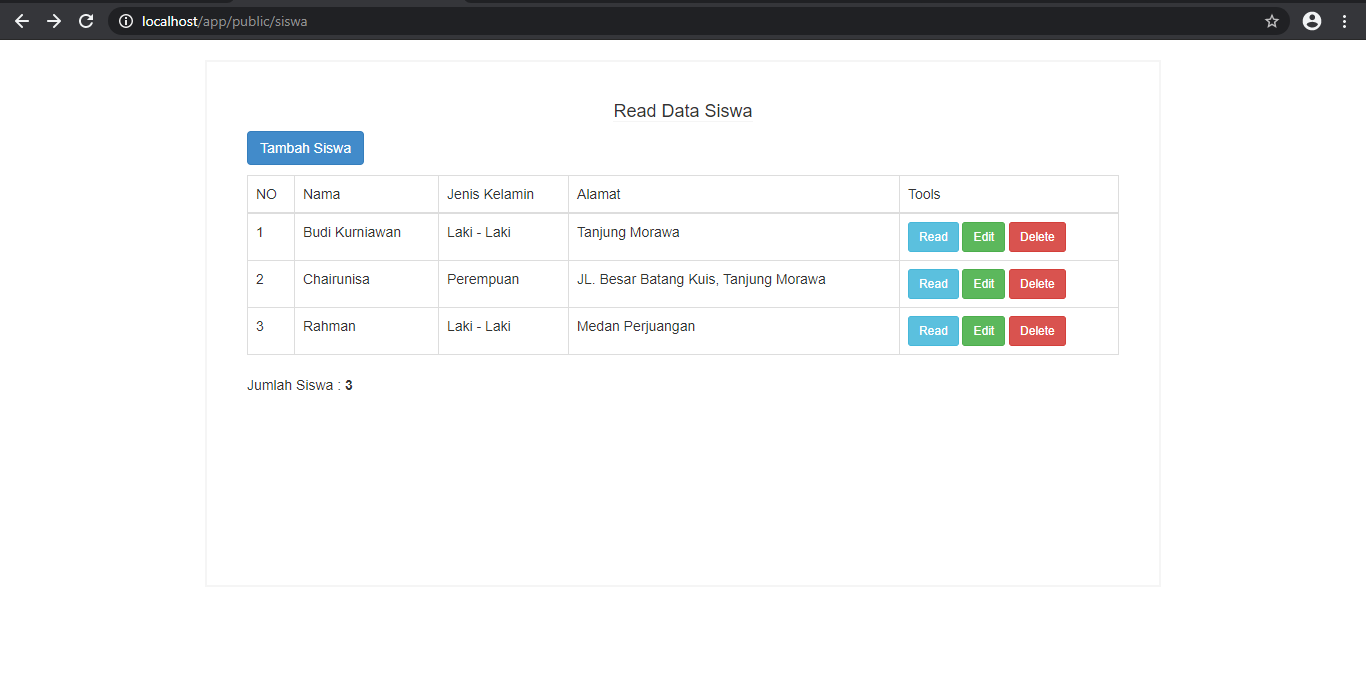 localhost/app/public/siswa
Read Data Siswa
Tambah Siswa
NO Nama Jenis Kelamin Alamat Tools
1 Budi Kurniawan Laki - Laki Tanjung Morawa Read Edit Delete
2 Chairunisa Perempuan JL. Besar Batang Kuis, Tanjung Morawa Read Edit Delete
3 Rahman Laki - Laki Medan Perjuangan Read Edit Delete
Jumlah Siswa : 3